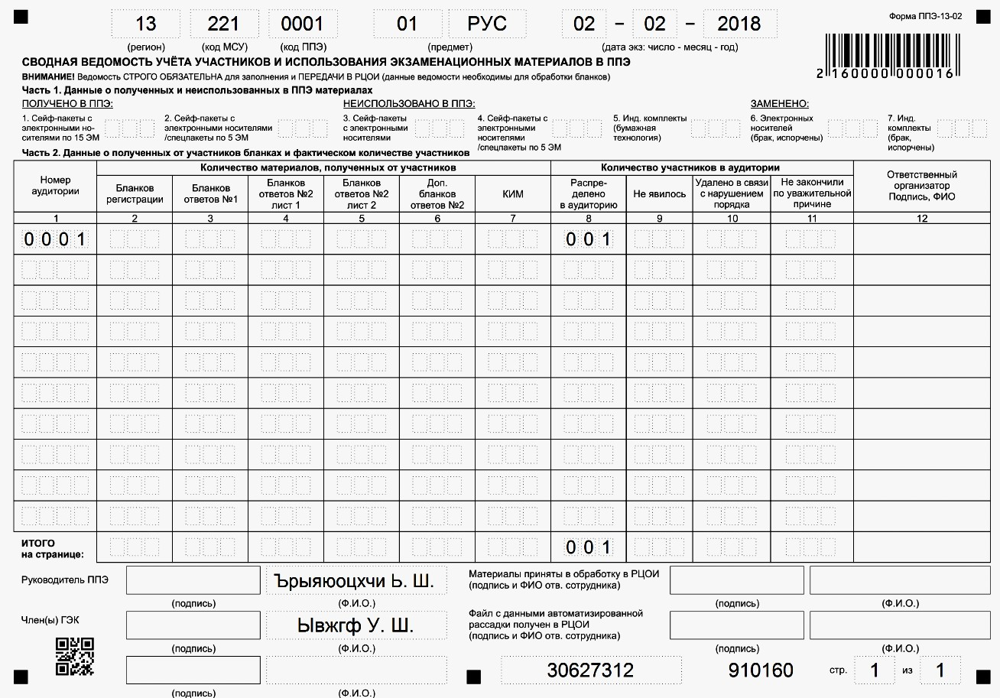 Форма ППЭ-13-02
13 221 0001 01 РУС 02 – 02 – 2018
(регион) (код МСУ) (код ППЭ) (предмет) (дата экз: число - месяц - год)
СВОДНАЯ ВЕДОМОСТЬ УЧЁТА УЧАСТНИКОВ И ИСПОЛЬЗОВАНИЯ ЭКЗАМЕНАЦИОННЫХ МАТЕРИАЛОВ В ППЭ
2 160000 000016
ВНИМАНИЕ! Ведомость СТРОГО ОБЯЗАТЕЛЬНА для заполнения и ПЕРЕДАЧИ В РЦОИ (данные ведомости необходимы для обработки бланков)
Часть 1. Данные о полученных и неиспользованных в ППЭ материалах
ПОЛУЧЕНО В ППЭ:
1. Сейф-пакеты с
электронными но-
сителями по 15 ЭМ
2. Сейф-пакеты с
электронными носителями
/спецпакеты по 5 ЭМ
НЕИСПОЛЬЗОВАНО В ППЭ:
3. Сейф-пакеты
с электронными
носителями
4. Сейф-пакеты с
электронными
носителями
/спецпакеты по 5 ЭМ
5. Инд. комплекты
(бумажная
технология)
ЗАМЕНЕНО:
6. Электронных
носителей
(брак, испорчены)
7. Инд.
комплекты
(брак,
испорчены)
Часть 2. Данные о полученных от участников бланках и фактическом количестве участников
Номер
аудитории
Количество материалов, полученных от участников
Бланков
регистрации
Бланков
ответов №1
Бланков
ответов №2
лист 1
Бланков
ответов №2
лист 2
Доп.
бланков
ответов №2
КИМ
Количество участников в аудитории
Распре-
делено
в аудиторию
Не явилось
Удалено в связи
с нарушением
порядка
Не закончили
по уважительной
причине
Ответственный
организатор
Подпись, ФИО
1 2 3 4 5 6 7 8 9 10 11 12
0001 001
ИТОГО
на странице:
001
Руководитель ППЭ
Ърыяюоцхчи Ь. Ш.
(подпись) (Ф.И.О.)
Материалы приняты в обработку в РЦОИ
(подпись и ФИО отв. сотрудника)
(подпись) (Ф.И.О.)
Член(ы) ГЭК
Ывжгф У. Ш.
(подпись) (Ф.И.О.)
Файл с данными автоматизированной
рассадки получен в РЦОИ
(подпись и ФИО отв. сотрудника)
(подпись) (Ф.И.О.)
(подпись) (Ф.И.О.)
30627312 910160 стр. 1 из 1